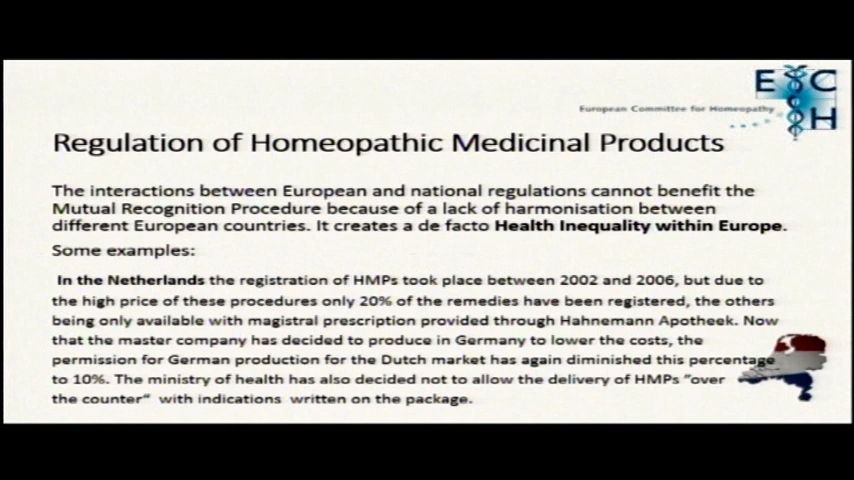 E C
C H
European Committee for Homeopathy
Regulation of Homeopathic Medicinal Products
The interactions between European and national regulations cannot benefit the
Mutual Recognition Procedure because of a lack of harmonisation between
different European countries. It creates a de facto Health Inequality within Europe.
Some examples:
In the Netherlands the registration of HMPs took place between 2002 and 2006, but due to
the high price of these procedures only 20% of the remedies have been registered, the others
being only available with magistral prescription provided through Hahnemann Apotheek. Now
that the master company has decided to produce in Germany to lower the costs, the
permission for German production for the Dutch market has again diminished this percentage
to 10%. The ministry of health has also decided not to allow the delivery of HMPs "over
the counter" with indications written on the package.